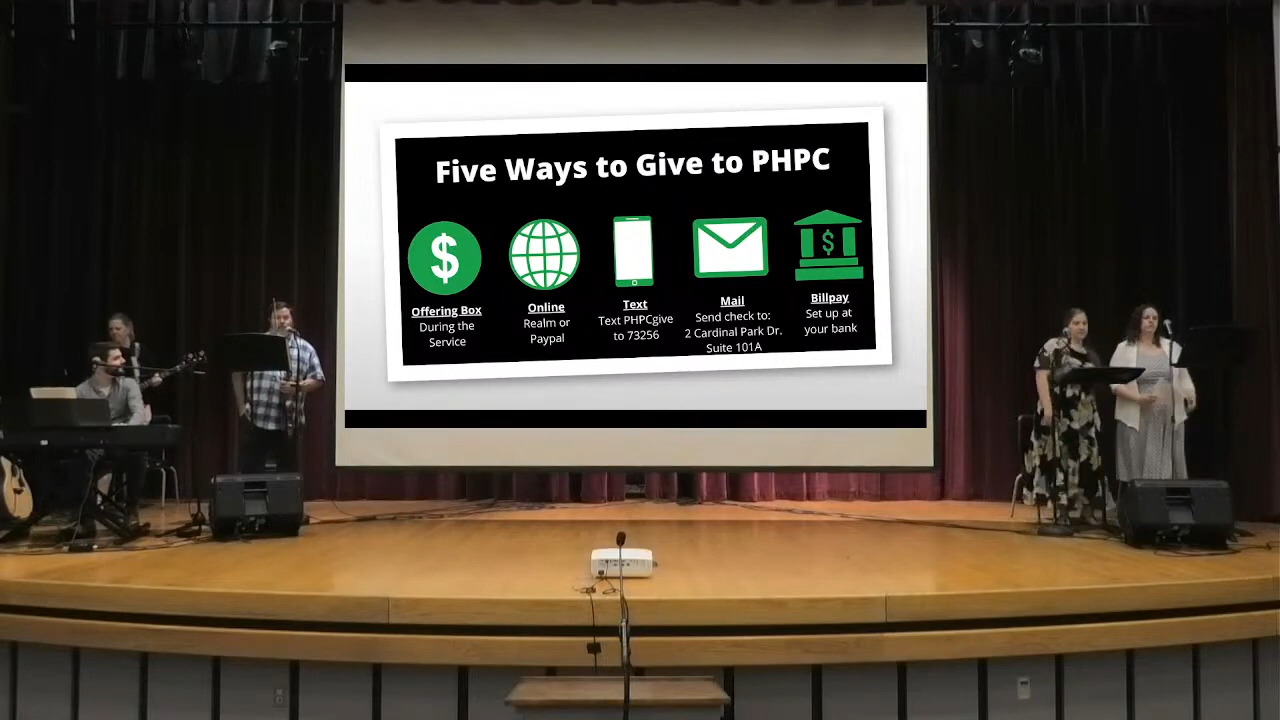 Five Ways to Give to PHPC
$
$
Offering Box
During the
Service
Online
Realm or
Paypal
Text
Text PHPCgive
to 73256
Mail
Send check to:
2 Cardinal Park Dr.
Suite 101A
Billpay
Set up at
your bank